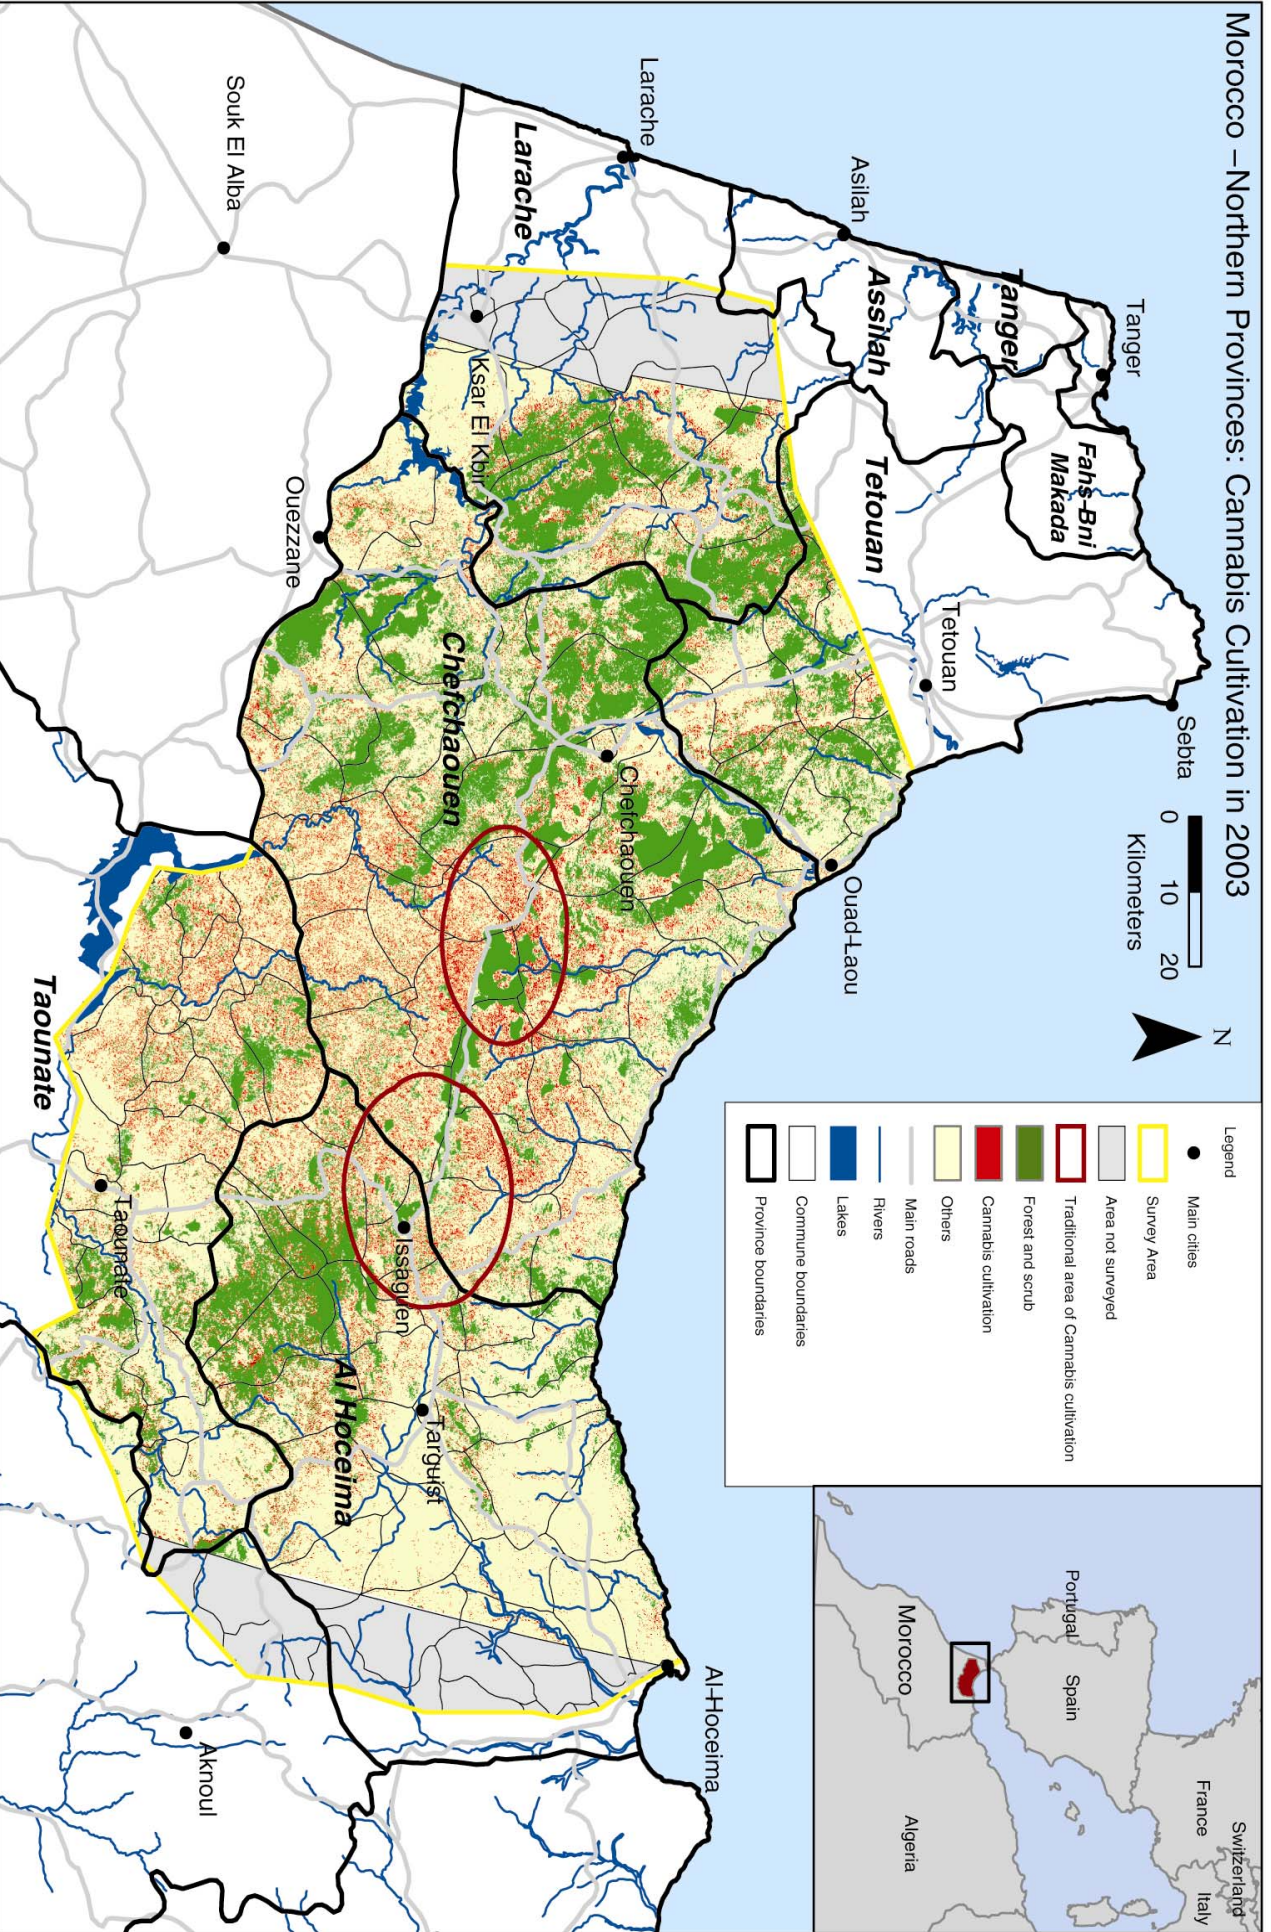 Morocco –Northern Provinces: Cannabis Cultivation in 2003
Tanger
Sebta
Tanger
Fahs-Bni
Makada
Asilah
Assilah
Tetouan
Tetouan
Larache
Larache
Ouad-Laou
Ksar El Kbir
Chefchaouen
Chefchaouen
Souk El Alba
Ouezzane
Issaguen
Targuist
Al Hoceima
Al-Hoceima
Taounate
Taounate
Aknoul
0 10 20
Kilometers
N
Legend
Main cities
Survey Area
Area not surveyed
Traditional area of Cannabis cultivation
Forest and scrub
Cannabis cultivation
Others
Main roads
Rivers
Lakes
Commune boundaries
Province boundaries
Switzerland
France
Italy
Portugal
Spain
Morocco
Algeria